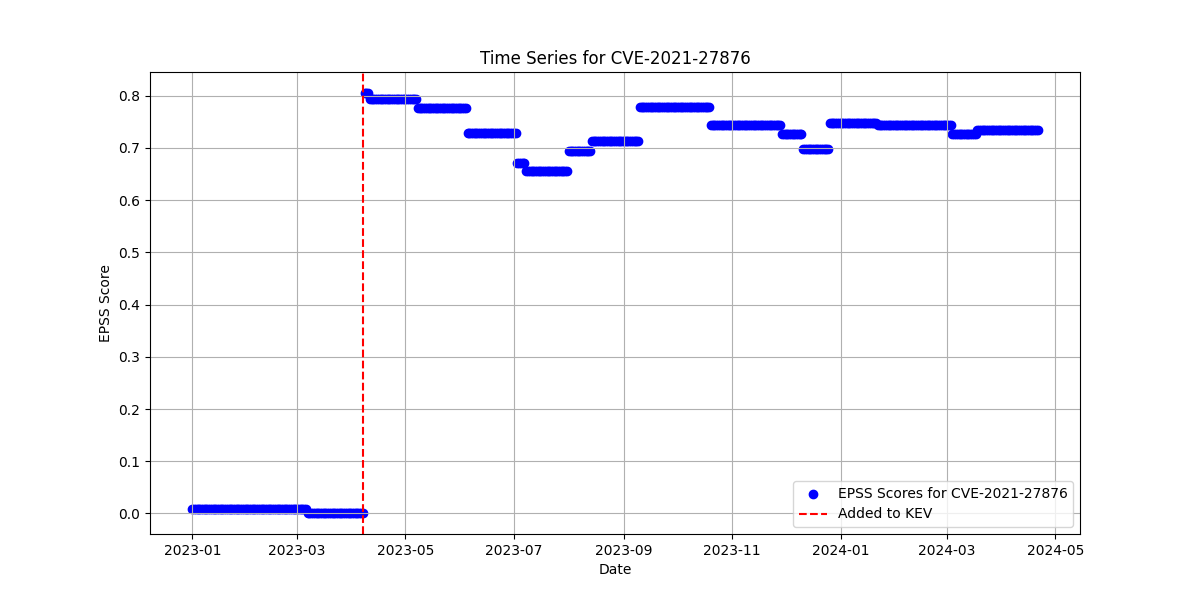 Time Series for CVE-2021-27876
EPSS Score
0.8
0.7
0.6
0.5
0.4
0.3
0.2
0.1
0.0
EPSS Scores for CVE-2021-27876
Added to KEV
2023-01 2023-03 2023-05 2023-07 2023-09 2023-11 2024-01 2024-03 2024-05
Date